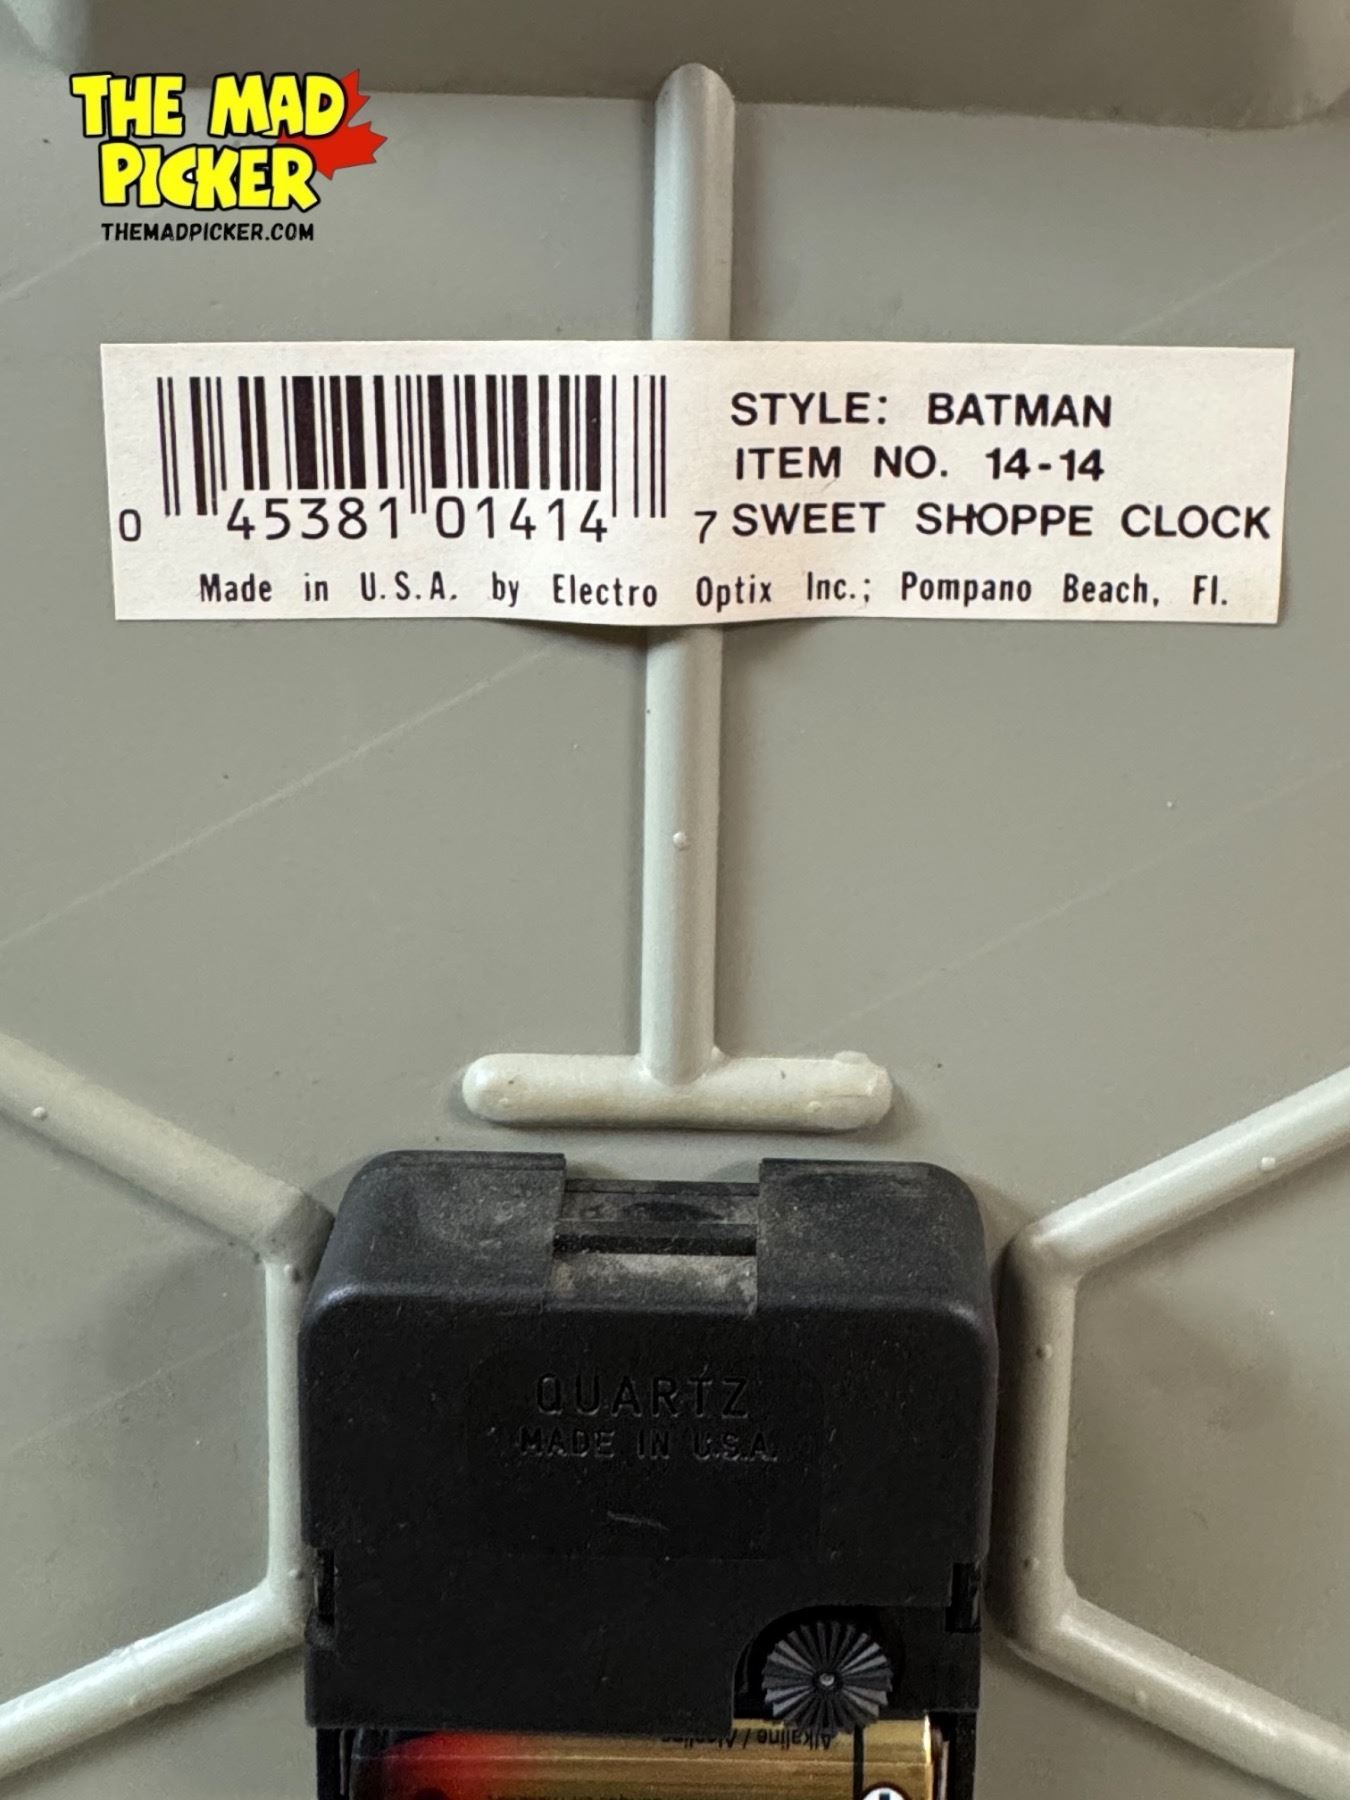 THE MAD
PICKER
THEMADPICKER.COM
STYLE: BATMAN
ITEM NO. 14-14
0 45381 01414 7 SWEET SHOPPE CLOCK
Made in U.S.A. by Electro Optix Inc.; Pompano Beach, Fl.
QUARTZ
MADE IN U.S.A.
Alkaline /